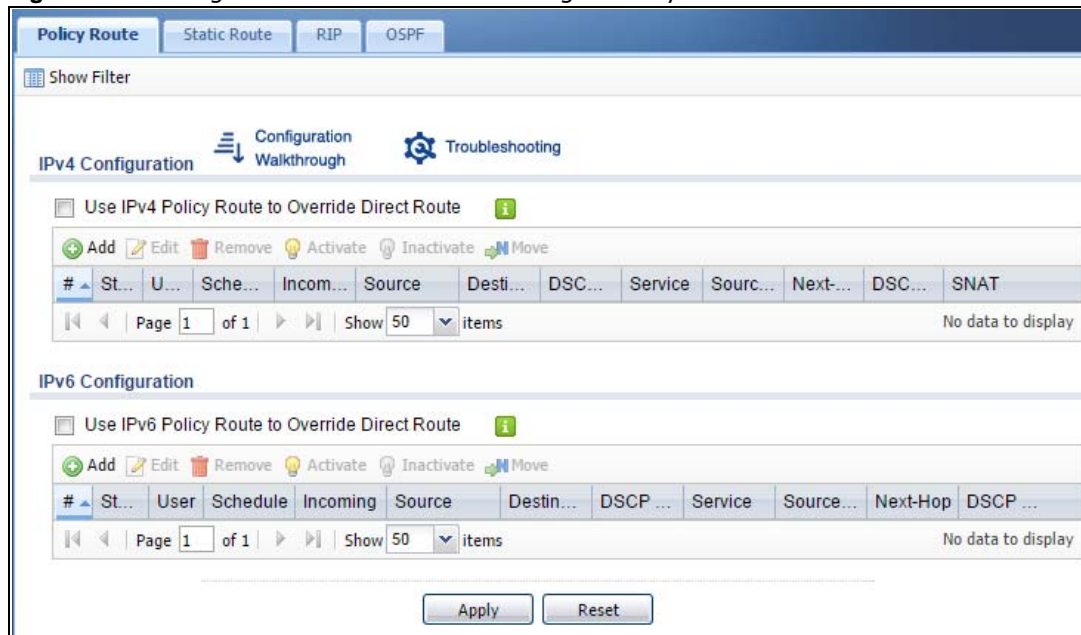 Policy Route Static Route RIP OSPF
Show Filter
IPv4 Configuration Configuration Walkthrough Troubleshooting
Use IPv4 Policy Route to Override Direct Route
Add Edit Remove Activate Inactivate Move
# St... U... Sche... Incom... Source Desti... DSC... Service Sourc... Next-... DSC... SNAT
Page 1 of 1 Show 50 items No data to display
IPv6 Configuration
Use IPv6 Policy Route to Override Direct Route
Add Edit Remove Activate Inactivate Move
# St... User Schedule Incoming Source Destin... DSCP ... Service Source... Next-Hop DSCP ...
Page 1 of 1 Show 50 items No data to display
Apply Reset